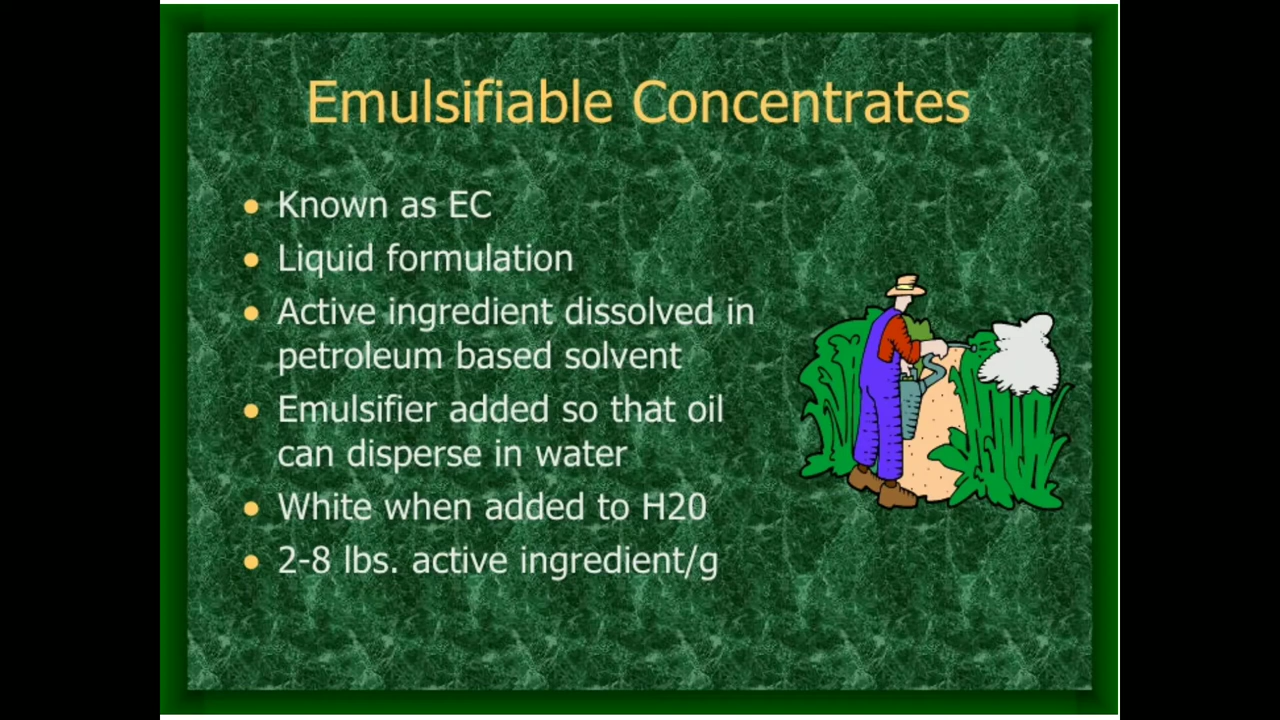 Emulsifiable Concentrates
• Known as EC
• Liquid formulation
• Active ingredient dissolved in
petroleum based solvent
• Emulsifier added so that oil
can disperse in water
• White when added to H20
• 2-8 lbs. active ingredient/g